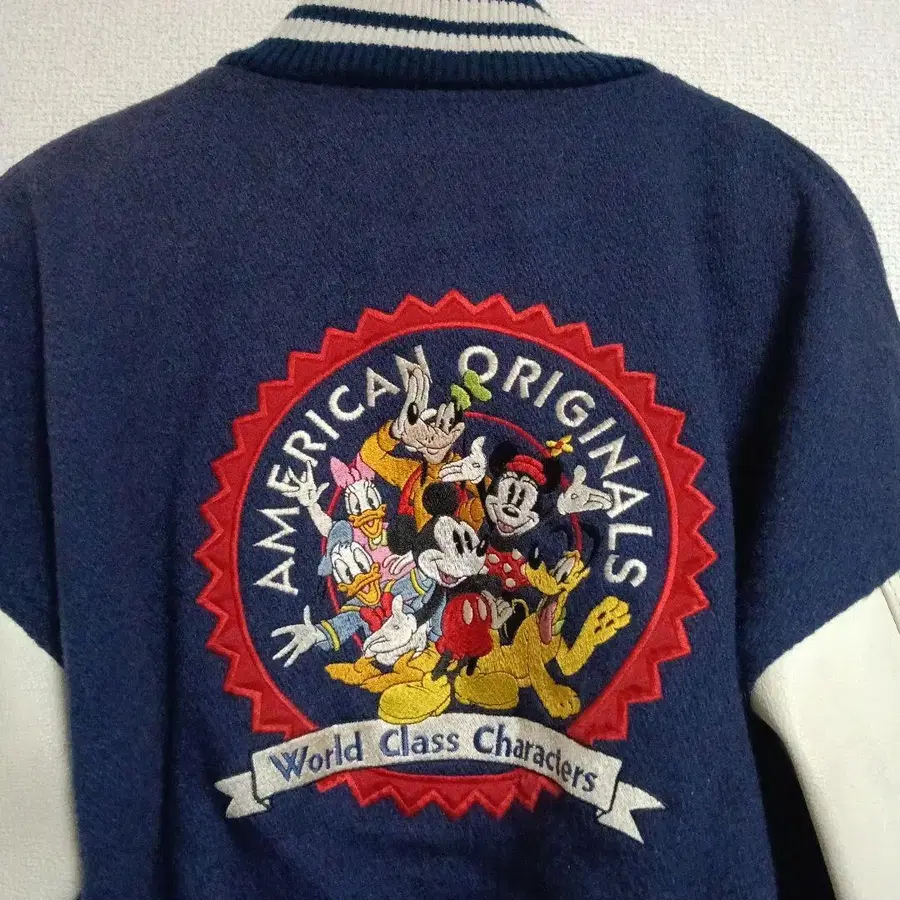 AMERICAN ORIGINALS
World Class Characters